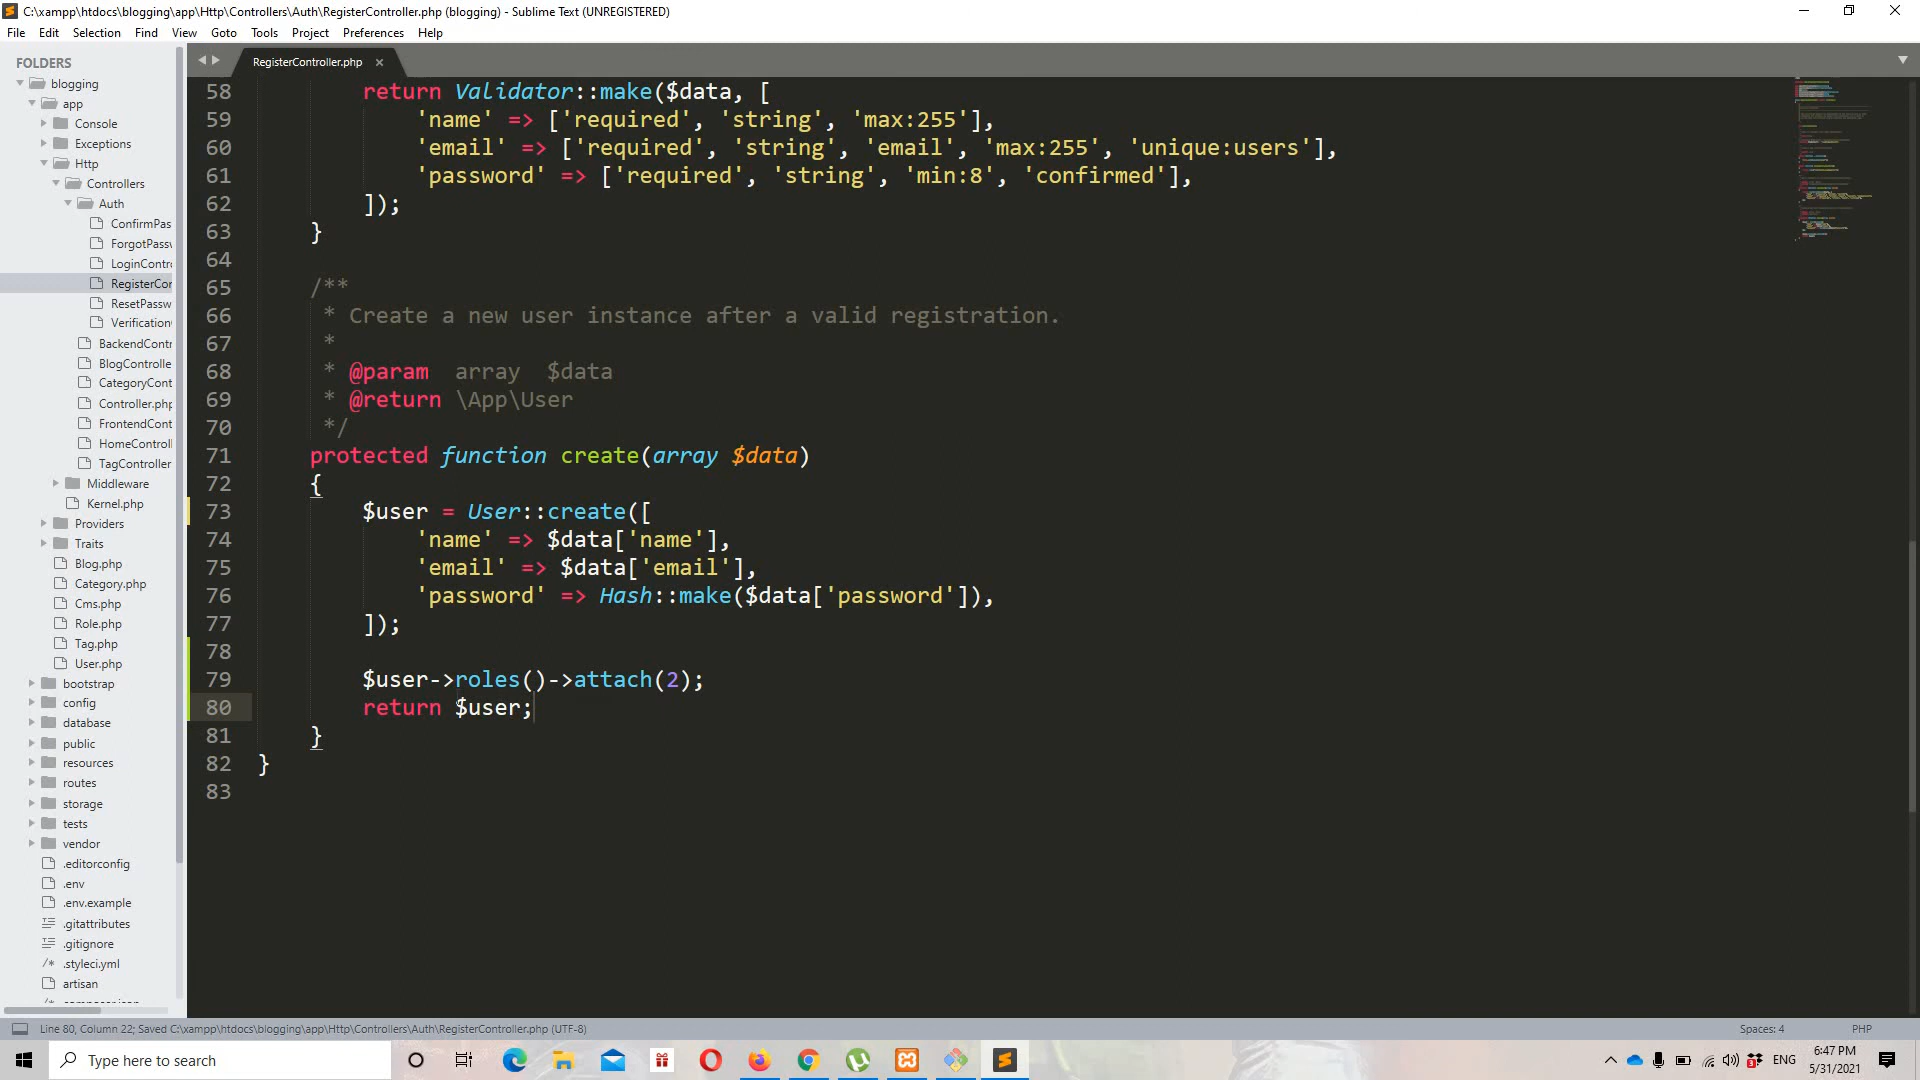 C:\xampp\htdocs\blogging\app\Http\Controllers\Auth\RegisterController.php (blogging) - Sublime Text (UNREGISTERED)
File Edit Selection Find View Goto Tools Project Preferences Help
FOLDERS
blogging
app
Console
Exceptions
Http
Controllers
Auth
ConfirmPas
ForgotPassw
LoginContro
RegisterCor
ResetPassw
Verification
BackendContr
BlogControlle
CategoryCont
Controller.php
FrontendCont
HomeControll
TagController
Middleware
Kernel.php
Providers
Traits
Blog.php
Category.php
Cms.php
Role.php
Tag.php
User.php
bootstrap
config
database
public
resources
routes
storage
tests
vendor
.editorconfig
.env
.env.example
.gitattributes
.gitignore
.styleci.yml
artisan
RegisterController.php
58 return Validator::make($data, [
59 'name' => ['required', 'string', 'max:255'],
60 'email' => ['required', 'string', 'email', 'max:255', 'unique:users'],
61 'password' => ['required', 'string', 'min:8', 'confirmed'],
62 ]);
63 }
64
65 /**
66 * Create a new user instance after a valid registration.
67 *
68 * @param array $data
69 * @return \App\User
70 */
71 protected function create(array $data)
72 {
73 $user = User::create([
74 'name' => $data['name'],
75 'email' => $data['email'],
76 'password' => Hash::make($data['password']),
77 ]);
78
79 $user->roles()->attach(2);
80 return $user;
81 }
82 }
83
Line 80, Column 22; Saved C:\xampp\htdocs\blogging\app\Http\Controllers\Auth\RegisterController.php (UTF-8)
Spaces: 4
PHP
Type here to search
ENG
6:47 PM
5/31/2021